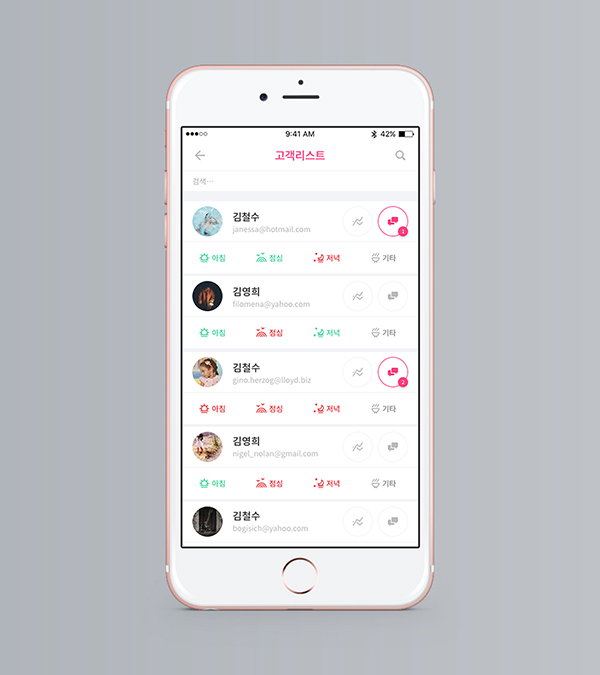 9:41 AM 42%
고객리스트
검색...
김철수
janessa@hotmail.com
1
아침 점심 저녁 기타
김영희
filomena@yahoo.com
아침 점심 저녁 기타
김철수
gino.herzog@lloyd.biz
2
아침 점심 저녁 기타
김영희
nigel_nolan@gmail.com
아침 점심 저녁 기타
김철수
bogisich@yahoo.com